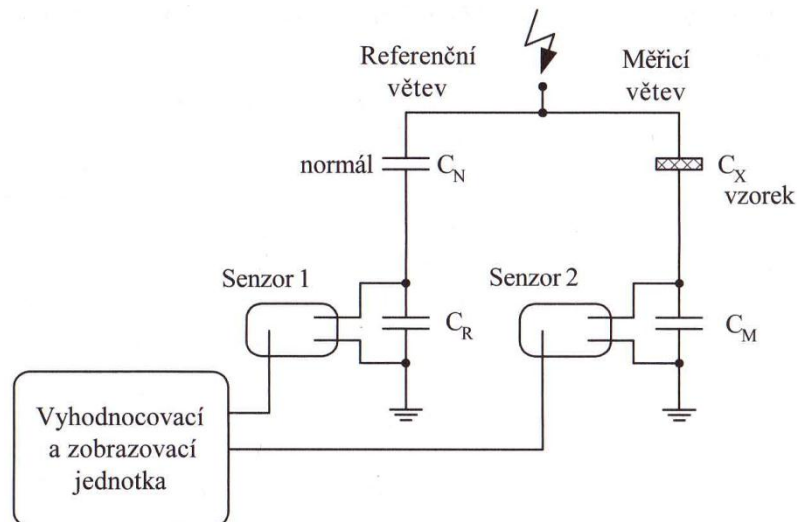 Referenční
větev
Měřicí
větev
normál
C_N
C_X
vzorek
Senzor 1
Senzor 2
C_R
C_M
Vyhodnocovací
a zobrazovací
jednotka